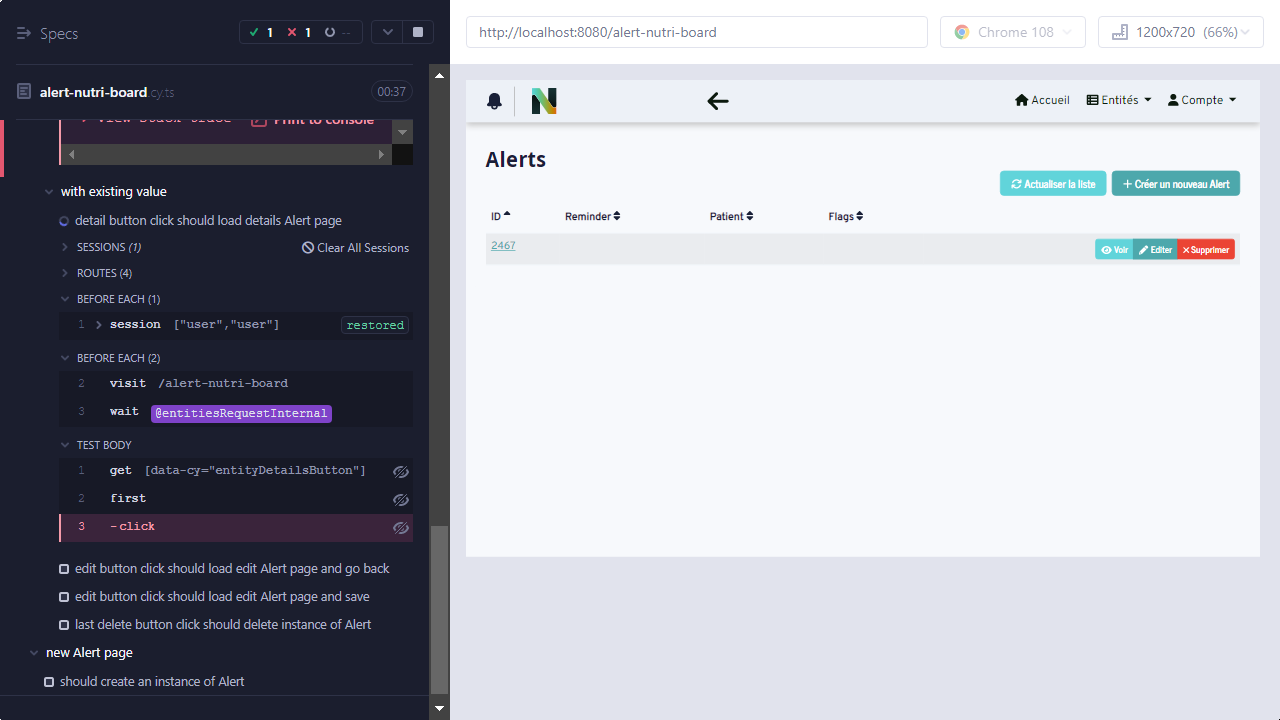 Specs
1
1
--
alert-nutri-board.cy.ts
00:37
View stack trace
Print to console
with existing value
detail button click should load details Alert page
SESSIONS (1)
Clear All Sessions
ROUTES (4)
BEFORE EACH (1)
1 session ["user","user"] restored
BEFORE EACH (2)
2 visit /alert-nutri-board
3 wait @entitiesRequestInternal
TEST BODY
1 get [data-cy="entityDetailsButton"]
2 first
3 -click
edit button click should load edit Alert page and go back
edit button click should load edit Alert page and save
last delete button click should delete instance of Alert
new Alert page
should create an instance of Alert
http://localhost:8080/alert-nutri-board
Chrome 108
1200x720 (66%)
Accueil
Entités
Compte
Alerts
Actualiser la liste
Créer un nouveau Alert
ID
Reminder
Patient
Flags
2467
Voir
Editer
Supprimer